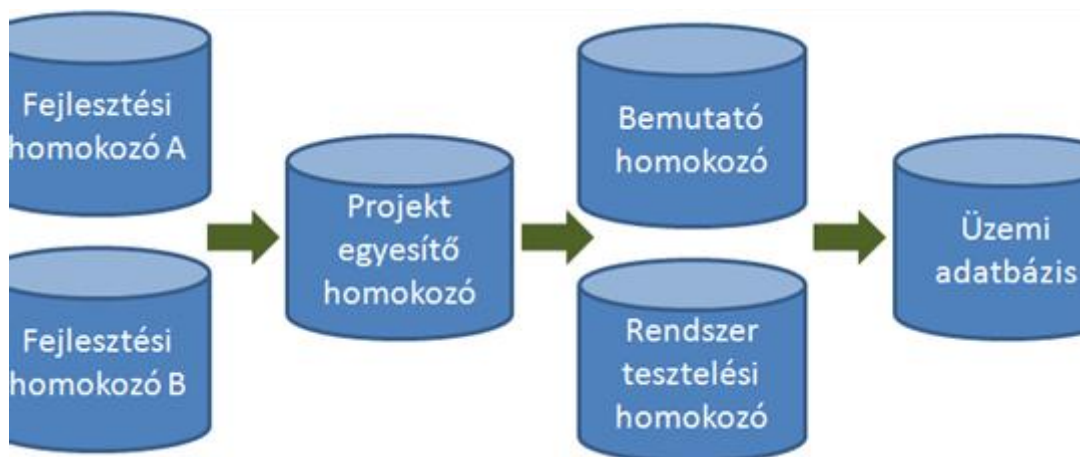 Fejlesztési
homokozó A
Fejlesztési
homokozó B
Projekt
egyesítő
homokozó
Bemutató
homokozó
Rendszer
tesztelési
homokozó
Üzemi
adatbázis